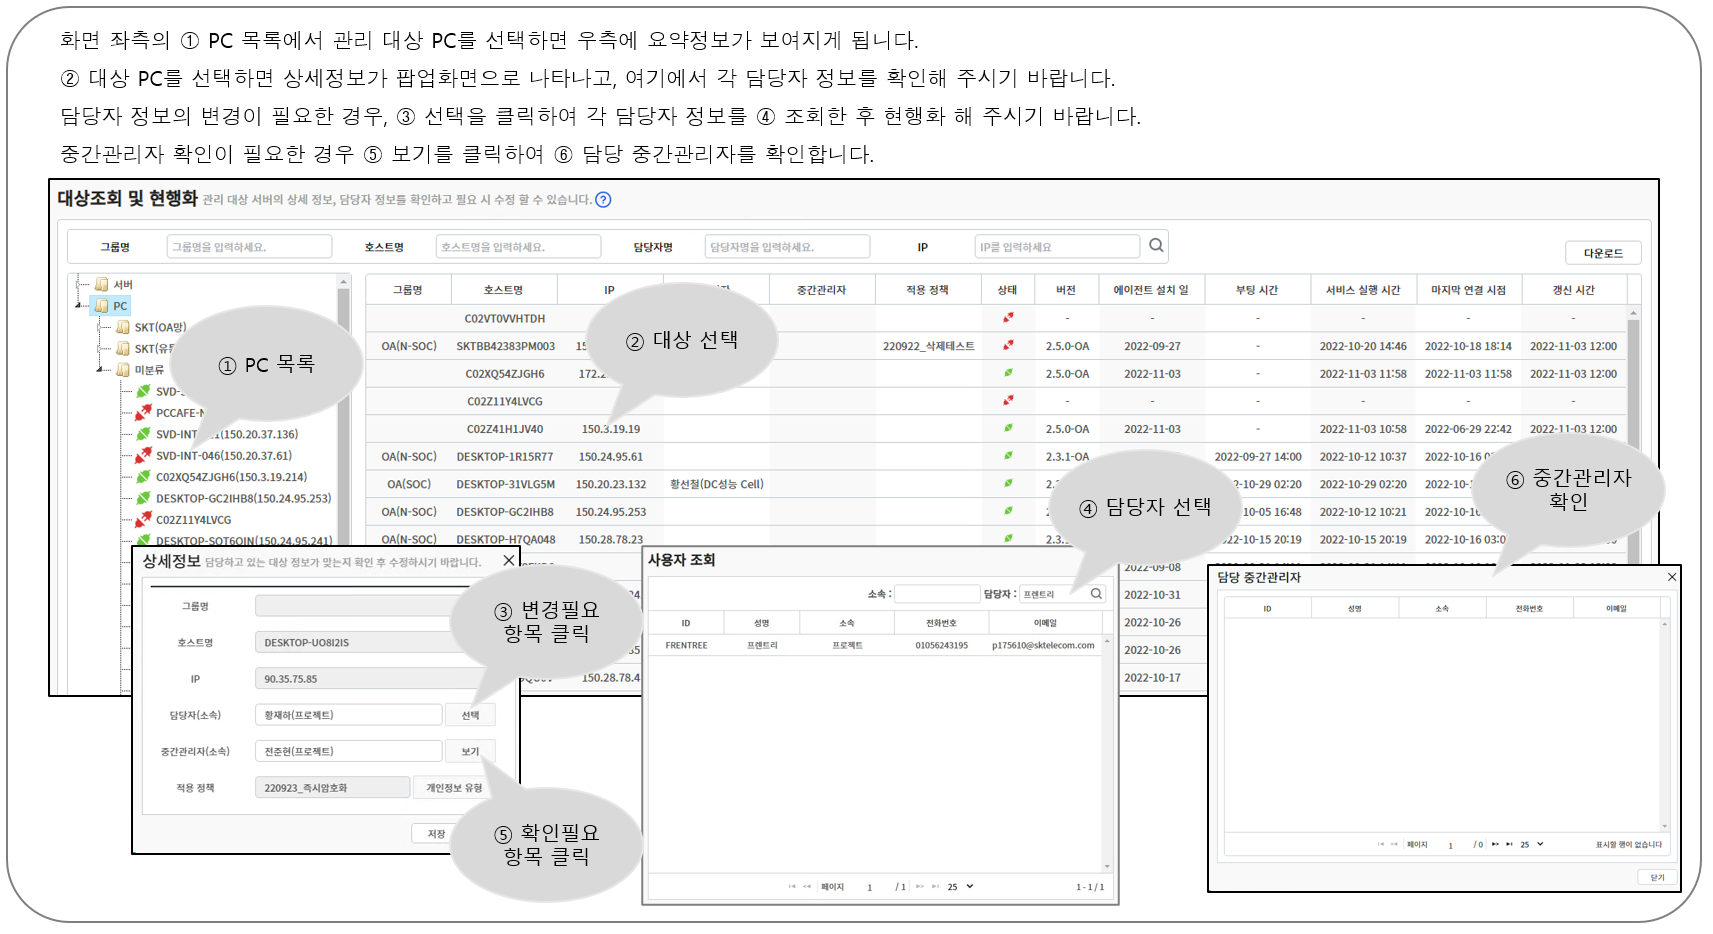 화면 좌측의 ① PC 목록에서 관리 대상 PC를 선택하면 우측에 요약정보가 보여지게 됩니다.
② 대상 PC를 선택하면 상세정보가 팝업화면으로 나타나고, 여기에서 각 담당자 정보를 확인해 주시기 바랍니다.
담당자 정보의 변경이 필요한 경우, ③ 선택을 클릭하여 각 담당자 정보를 ④ 조회한 후 현행화 해 주시기 바랍니다.
중간관리자 확인이 필요한 경우 ⑤ 보기를 클릭하여 ⑥ 담당 중간관리자를 확인합니다.
대상조회 및 현행화 관리 대상 서버의 상세 정보, 담당자 정보를 확인하고 필요 시 수정 할 수 있습니다. ?
그룹명 그룹명을 입력하세요. 호스트명 호스트명을 입력하세요. 담당자명 담당자명을 입력하세요. IP IP를 입력하세요
다운로드
서버
PC
SKT(OA망)
SKT(유
미분류
SVD-
PCCAFE-
SVD-INT 1(150.20.37.136)
SVD-INT-046(150.20.37.61)
C02XQ54ZJGH6(150.3.19.214)
DESKTOP-GC2IHB8(150.24.95.253)
C02Z11Y4LVCG
DESKTOP-SOT6OIN(150.24.95.241)
① PC 목록
그룹명 호스트명 IP 자 중간관리자 적용 정책 상태 버전 에이전트 설치 일 부팅 시간 서비스 실행 시간 마지막 연결 시점 갱신 시간
C02VT0VVHTDH - - - - - -
OA(N-SOC) SKTBB42383PM003 15 220922_삭제테스트 2.5.0-OA 2022-09-27 - 2022-10-20 14:46 2022-10-18 18:14 2022-11-03 12:00
C02XQ54ZJGH6 172.2 2.5.0-OA 2022-11-03 - 2022-11-03 11:58 2022-11-03 11:58 2022-11-03 12:00
C02Z11Y4LVCG - - - - - -
C02Z41H1JV40 150.3.19.19 2.5.0-OA 2022-11-03 - 2022-11-03 10:58 2022-06-29 22:42 2022-11-03 12:00
OA(N-SOC) DESKTOP-1R15R77 150.24.95.61 2.3.1-OA 2022-09-27 14:00 2022-10-12 10:37 2022-10-16 0
OA(SOC) DESKTOP-31VLG5M 150.20.23.132 황선철(DC성능 Cell) 2. 2-10-29 02:20 2022-10-29 02:20 2022-10-
OA(N-SOC) DESKTOP-GC2IHB8 150.24.95.253 10-05 16:48 2022-10-12 10:21 2022-10-1
OA(N-SOC) DESKTOP-H7QA048 150.28.78.23 2.3. 22-10-15 20:19 2022-10-15 20:19 2022-10-16 03:0
2022-09-08
2022-10-31
2022-10-26
2022-10-26
150.28.78.4 2022-10-17
② 대상 선택
④ 담당자 선택
⑥ 중간관리자
확인
상세정보 담당하고 있는 대상 정보가 맞는지 확인 후 수정하시기 바랍니다.
그룹명
호스트명 DESKTOP-UO8I2IS
IP 90.35.75.85
담당자(소속) 황재하(프로젝트) 선택
중간관리자(소속) 전준현(프로젝트) 보기
적용 정책 220923_즉시암호화 개인정보 유형
저장
③ 변경필요
항목 클릭
⑤ 확인필요
항목 클릭
사용자 조회
소속 : 담당자 : 프렌트리
ID 성명 소속 전화번호 이메일
FRENTREE 프렌트리 프로젝트 01056243195 p175610@sktelecom.com
페이지 1 / 1 25 1 - 1 / 1
담당 중간관리자
ID 성명 소속 전화번호 이메일
페이지 1 / 0 25 표시할 행이 없습니다
닫기